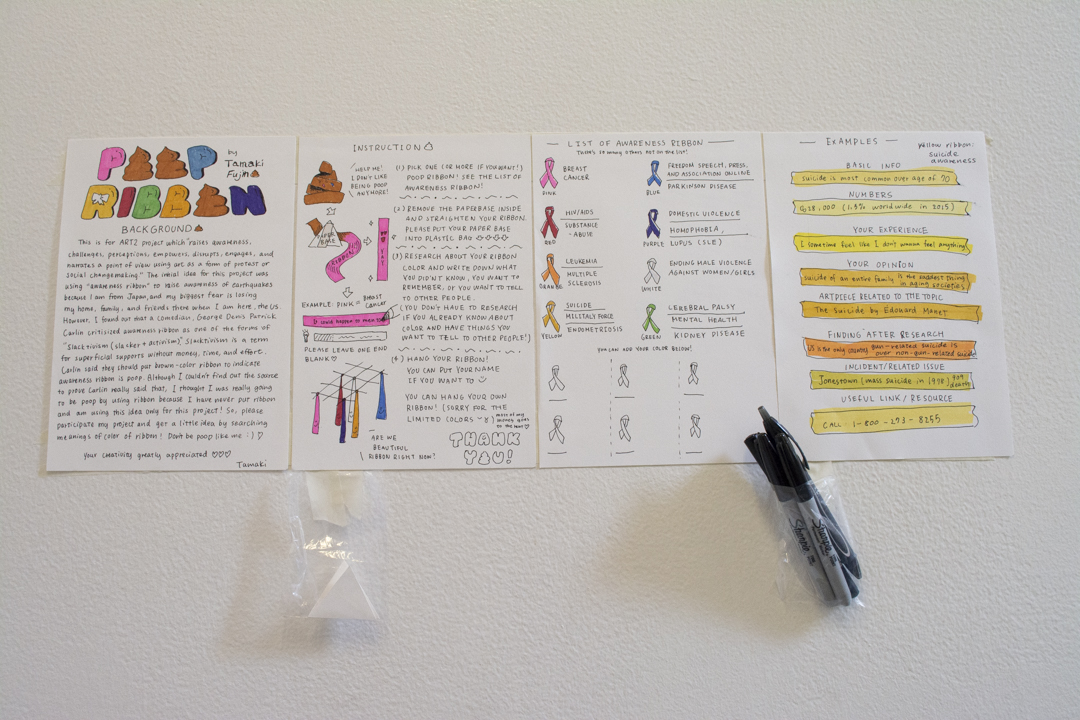 POOP
by
Tamaki
Fujino
RIBBEN
BACKGROUND
This is for ART2 project which "raises awareness,
challenges, perceptions, empowers, disrupts, engages, and
narrates a point of view using art as a form of protest or
social changemaking." The initial idea for this project was
using "awareness ribbon" to raise awareness of earthquakes
because I am from Japan, and my biggest fear is losing
my home, family, and friends there when I am here, the US.
However, I found out that a comedian, George Denis Patrick
Carlin critisized awareness ribbon as one of the forms of
"Slacktivism (slacker + activism)" Slacktivism is a term
for superficial supports without money, time, and effort.
Carlin said they should put brown-color ribbon to indicate
awareness ribbon is poop. Although I couldn't find out the source
to prove Carlin really said that, I thought I was really going
to be poop by using ribbon because I have never put ribbon
and am using this idea only for this project! So, please
participate my project and get a little idea by searching
meanings of color of ribbon! Don't be poop like me :) ♡
Your creativity greatly appreciated ♡♡♡
Tamaki
INSTRUCTION
HELP ME!
I DON'T LIKE
BEING POOP
ANYMORE!
PAPER
BASE
RIBBON
YAY!
EXAMPLE: PINK = BREAST
CANCER
It could happen to men too
PLEASE LEAVE ONE END
BLANK♡
ARE WE
BEAUTIFUL
RIBBON RIGHT NOW?
(1) PICK ONE (OR MORE IF YOU WANT!)
POOP RIBBON! SEE THE LIST OF
AWARENESS RIBBON!
(2) REMOVE THE PAPERBASE INSIDE
AND STRAIGHTEN YOUR RIBBON.
PLEASE PUT YOUR PAPER BASE
INTO PLASTIC BAG
(3) RESEARCH ABOUT YOUR RIBBON
COLOR AND WRITE DOWN WHAT
YOU DIDN'T KNOW, YOU WANT TO
REMEMBER, OR YOU WANT TO TELL
TO OTHER PEOPLE.
(YOU DON'T HAVE TO RESEARCH
IF YOU ALREADY KNOW ABOUT
COLOR AND HAVE THINGS YOU
WANT TO TELL TO OTHER PEOPLE!)
(4) HANG YOUR RIBBON!
YOU CAN PUT YOUR NAME
IF YOU WANT TO
YOU CAN HANG YOUR OWN
RIBBON! (SORRY FOR THE
LIMITED COLORS
most of my
money goes
to the loan♡)
THANK
YOU!
LIST OF AWARENESS RIBBON
There's so many others not in the list!
PINK
BREAST
CANCER
RED
HIV/AIDS
SUBSTANCE
-ABUSE
ORANGE
LEUKEMIA
MULTIPLE
SCLEROSIS
YELLOW
SUICIDE
MILITALY FORCE
ENDOMETRIOSIS
BLUE
FREEDOM SPEECH, PRESS,
AND ASSOCIATION ONLINE
PARKINSON DISEASE
PURPLE
DOMESTIC VIOLENCE
HOMOPHOBIA,
LUPUS (SLE)
WHITE
ENDING MALE VIOLENCE
AGAINST WOMEN/GIRLS
GREEN
CEREBRAL PALSY
MENTAL HEALTH
KIDNEY DISEASE
YOU CAN ADD YOUR COLOR BELOW!
EXAMPLES
yellow ribbon:
suicide
awareness
BASIC INFO
Suicide is most common over age of 70
NUMBERS
828,000 (1.5% worldwide in 2015)
YOUR EXPERIENCE
I sometime feel like I don't wanna feel anything
YOUR OPINION
Suicide of an entire family is the saddest thing
in aging societies
ARTPIECE RELATED TO THE TOPIC
The Suicide by Edouard Manet
FINDING AFTER RESEARCH
US is the only country gun-related suicide is
over non-gun-related suicide
INCIDENT/RELATED ISSUE
Jonestown (mass suicide in 1978) 909
deaths
USEFUL LINK / RESOURCE
CALL: 1-800-273-8255
Sharpie
Sharpie